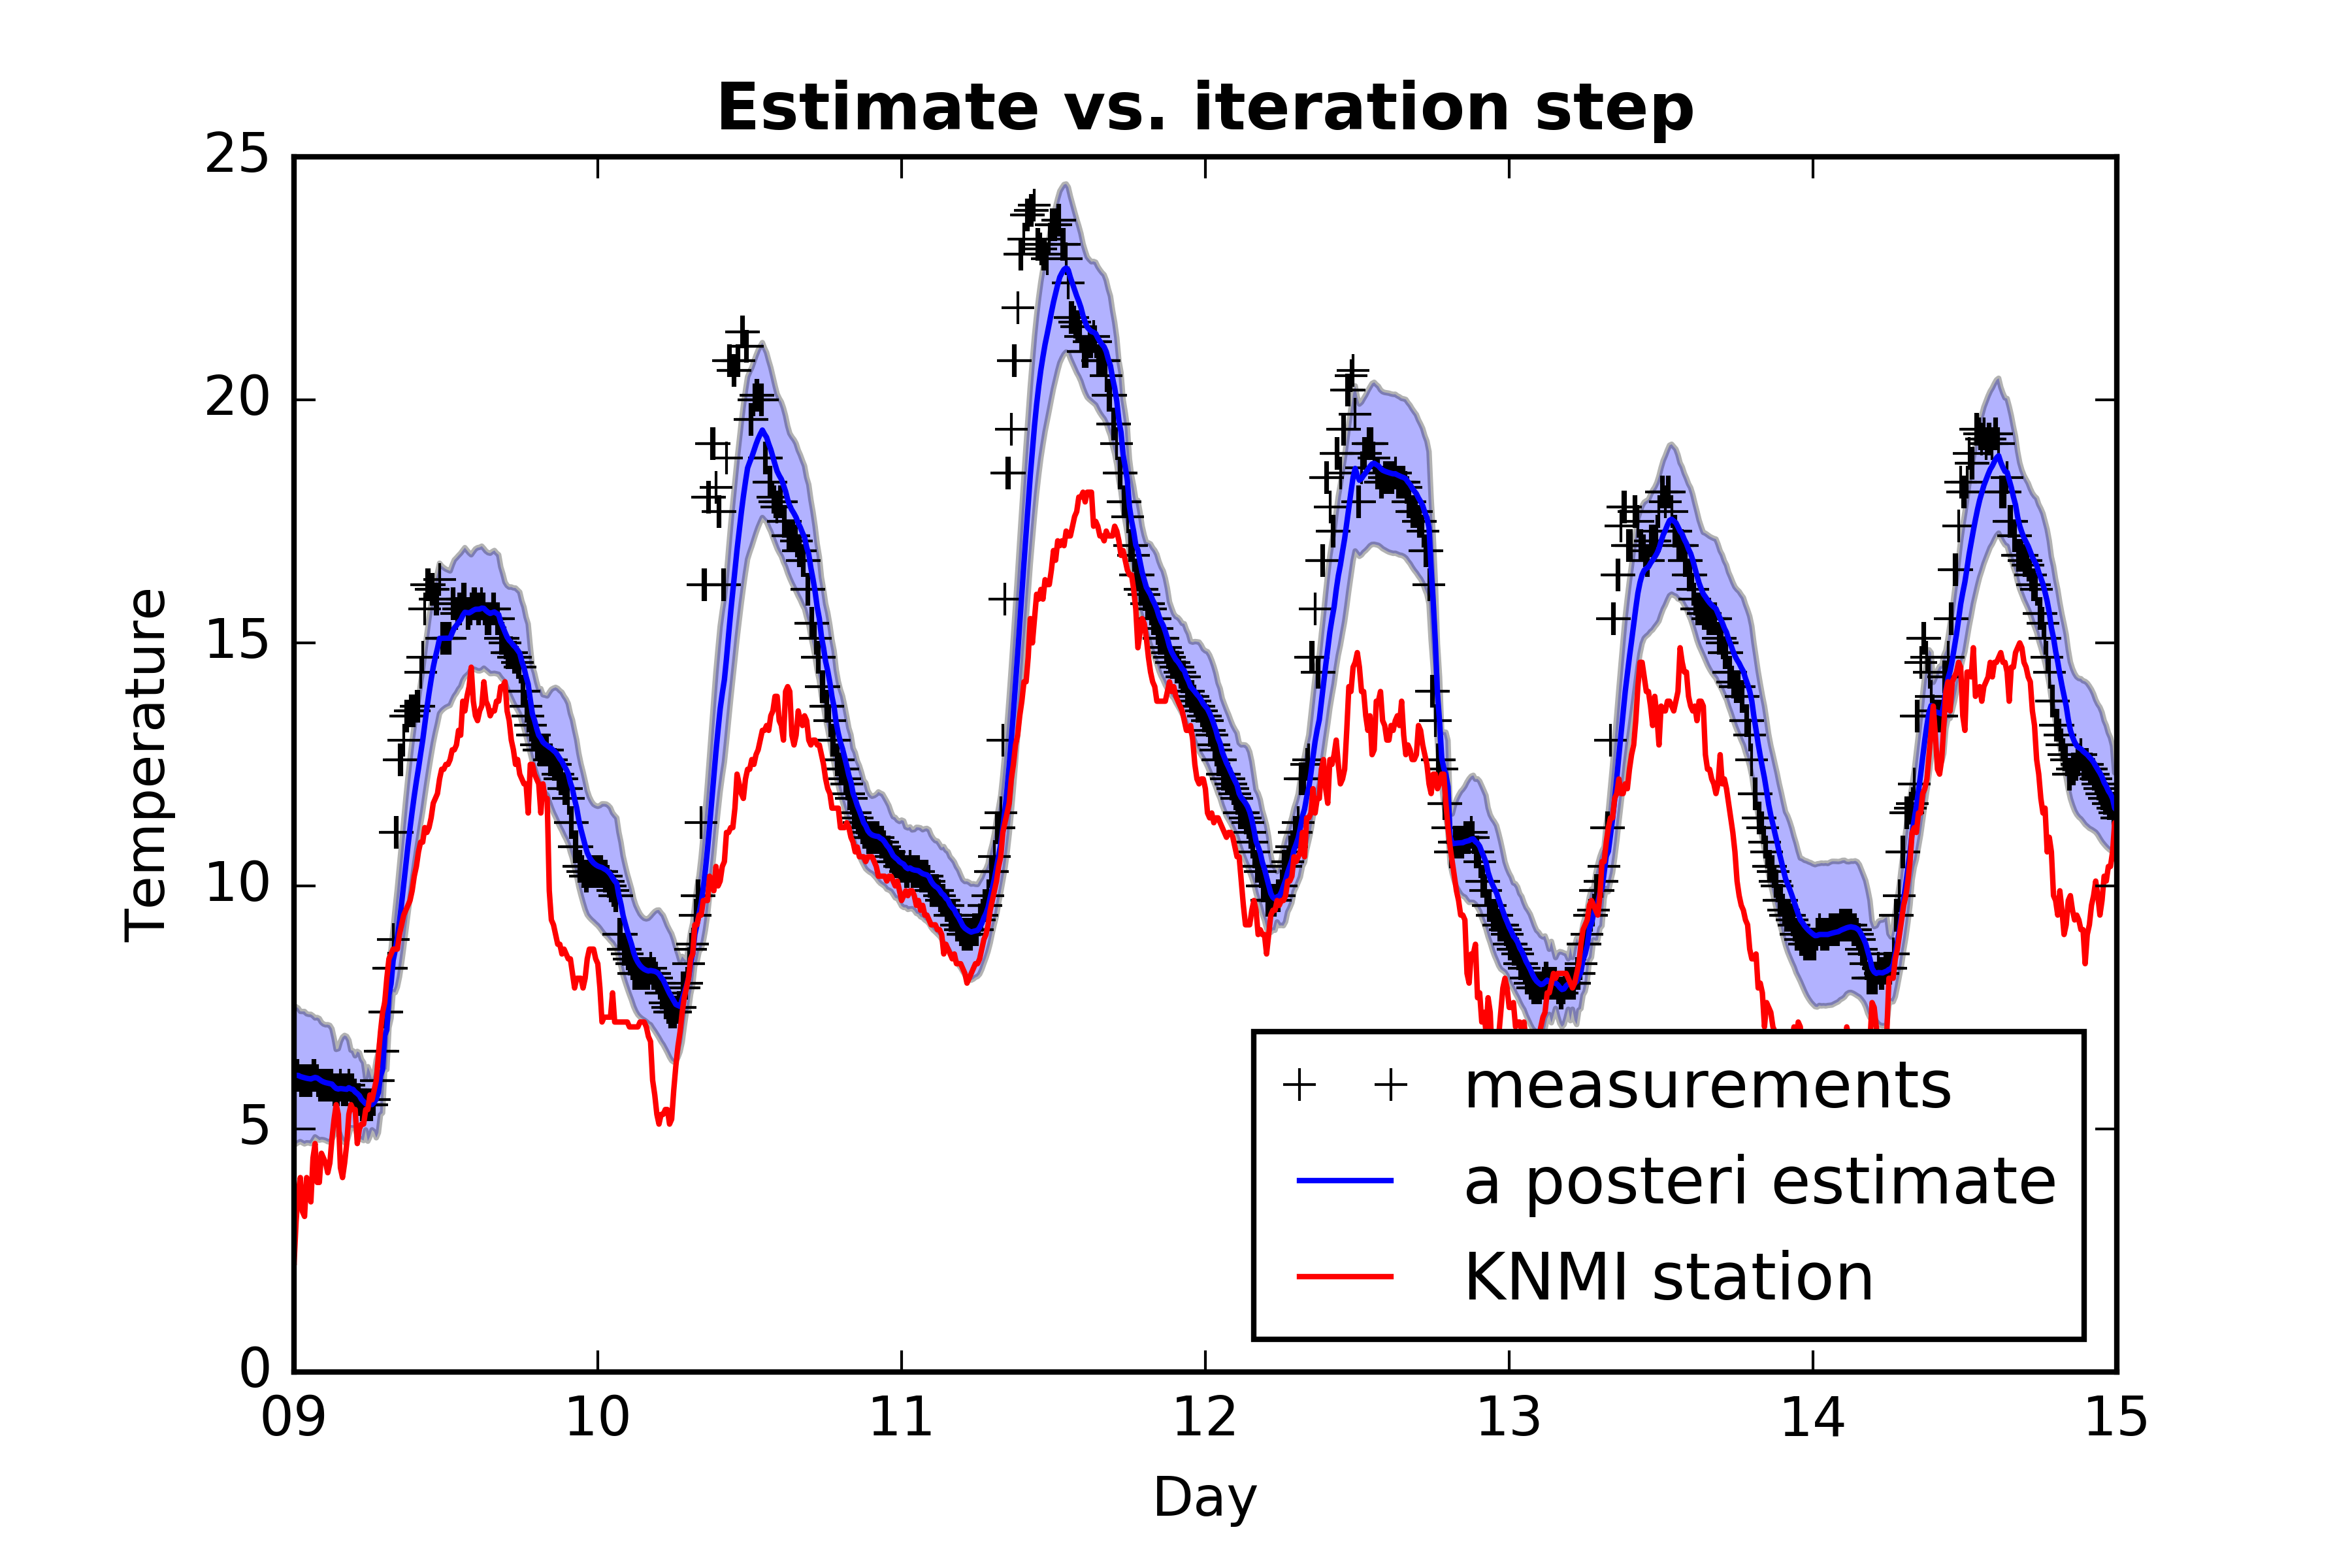 Estimate vs. iteration step
25
20
15
10
5
0
Temperature
09 10 11 12 13 14 15
Day
measurements
a posteri estimate
KNMI station